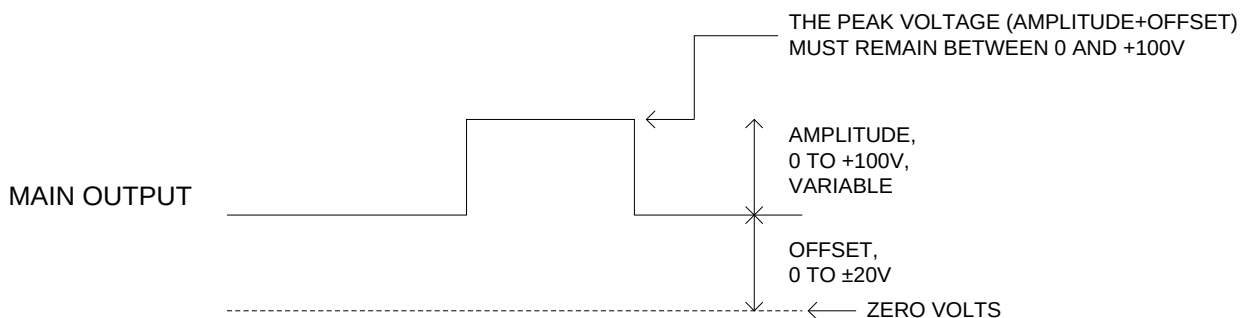 THE PEAK VOLTAGE (AMPLITUDE+OFFSET)
MUST REMAIN BETWEEN 0 AND +100V
AMPLITUDE,
0 TO +100V,
VARIABLE
MAIN OUTPUT
OFFSET,
0 TO ±20V
ZERO VOLTS